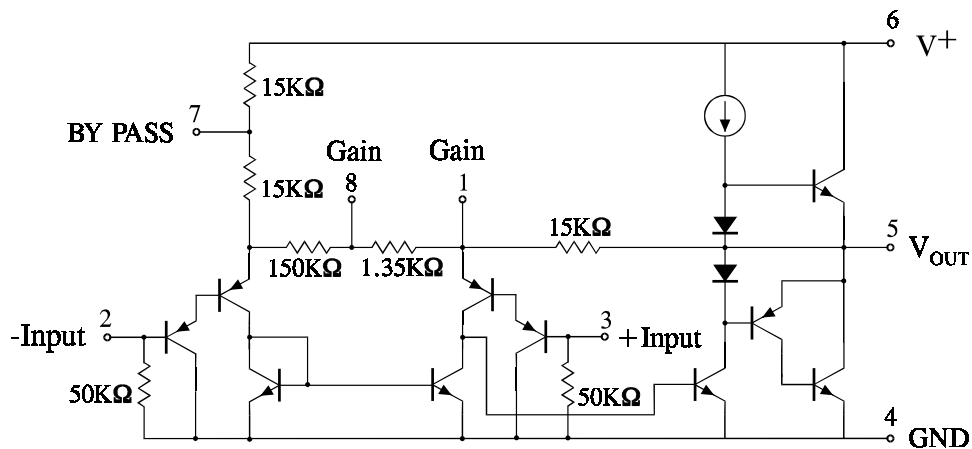 6
V+
15KΩ
7
BY PASS
Gain
Gain
8
1
15KΩ
15KΩ
5
VOUT
150KΩ
1.35KΩ
2
-Input
3
+Input
50KΩ
50KΩ
4
GND